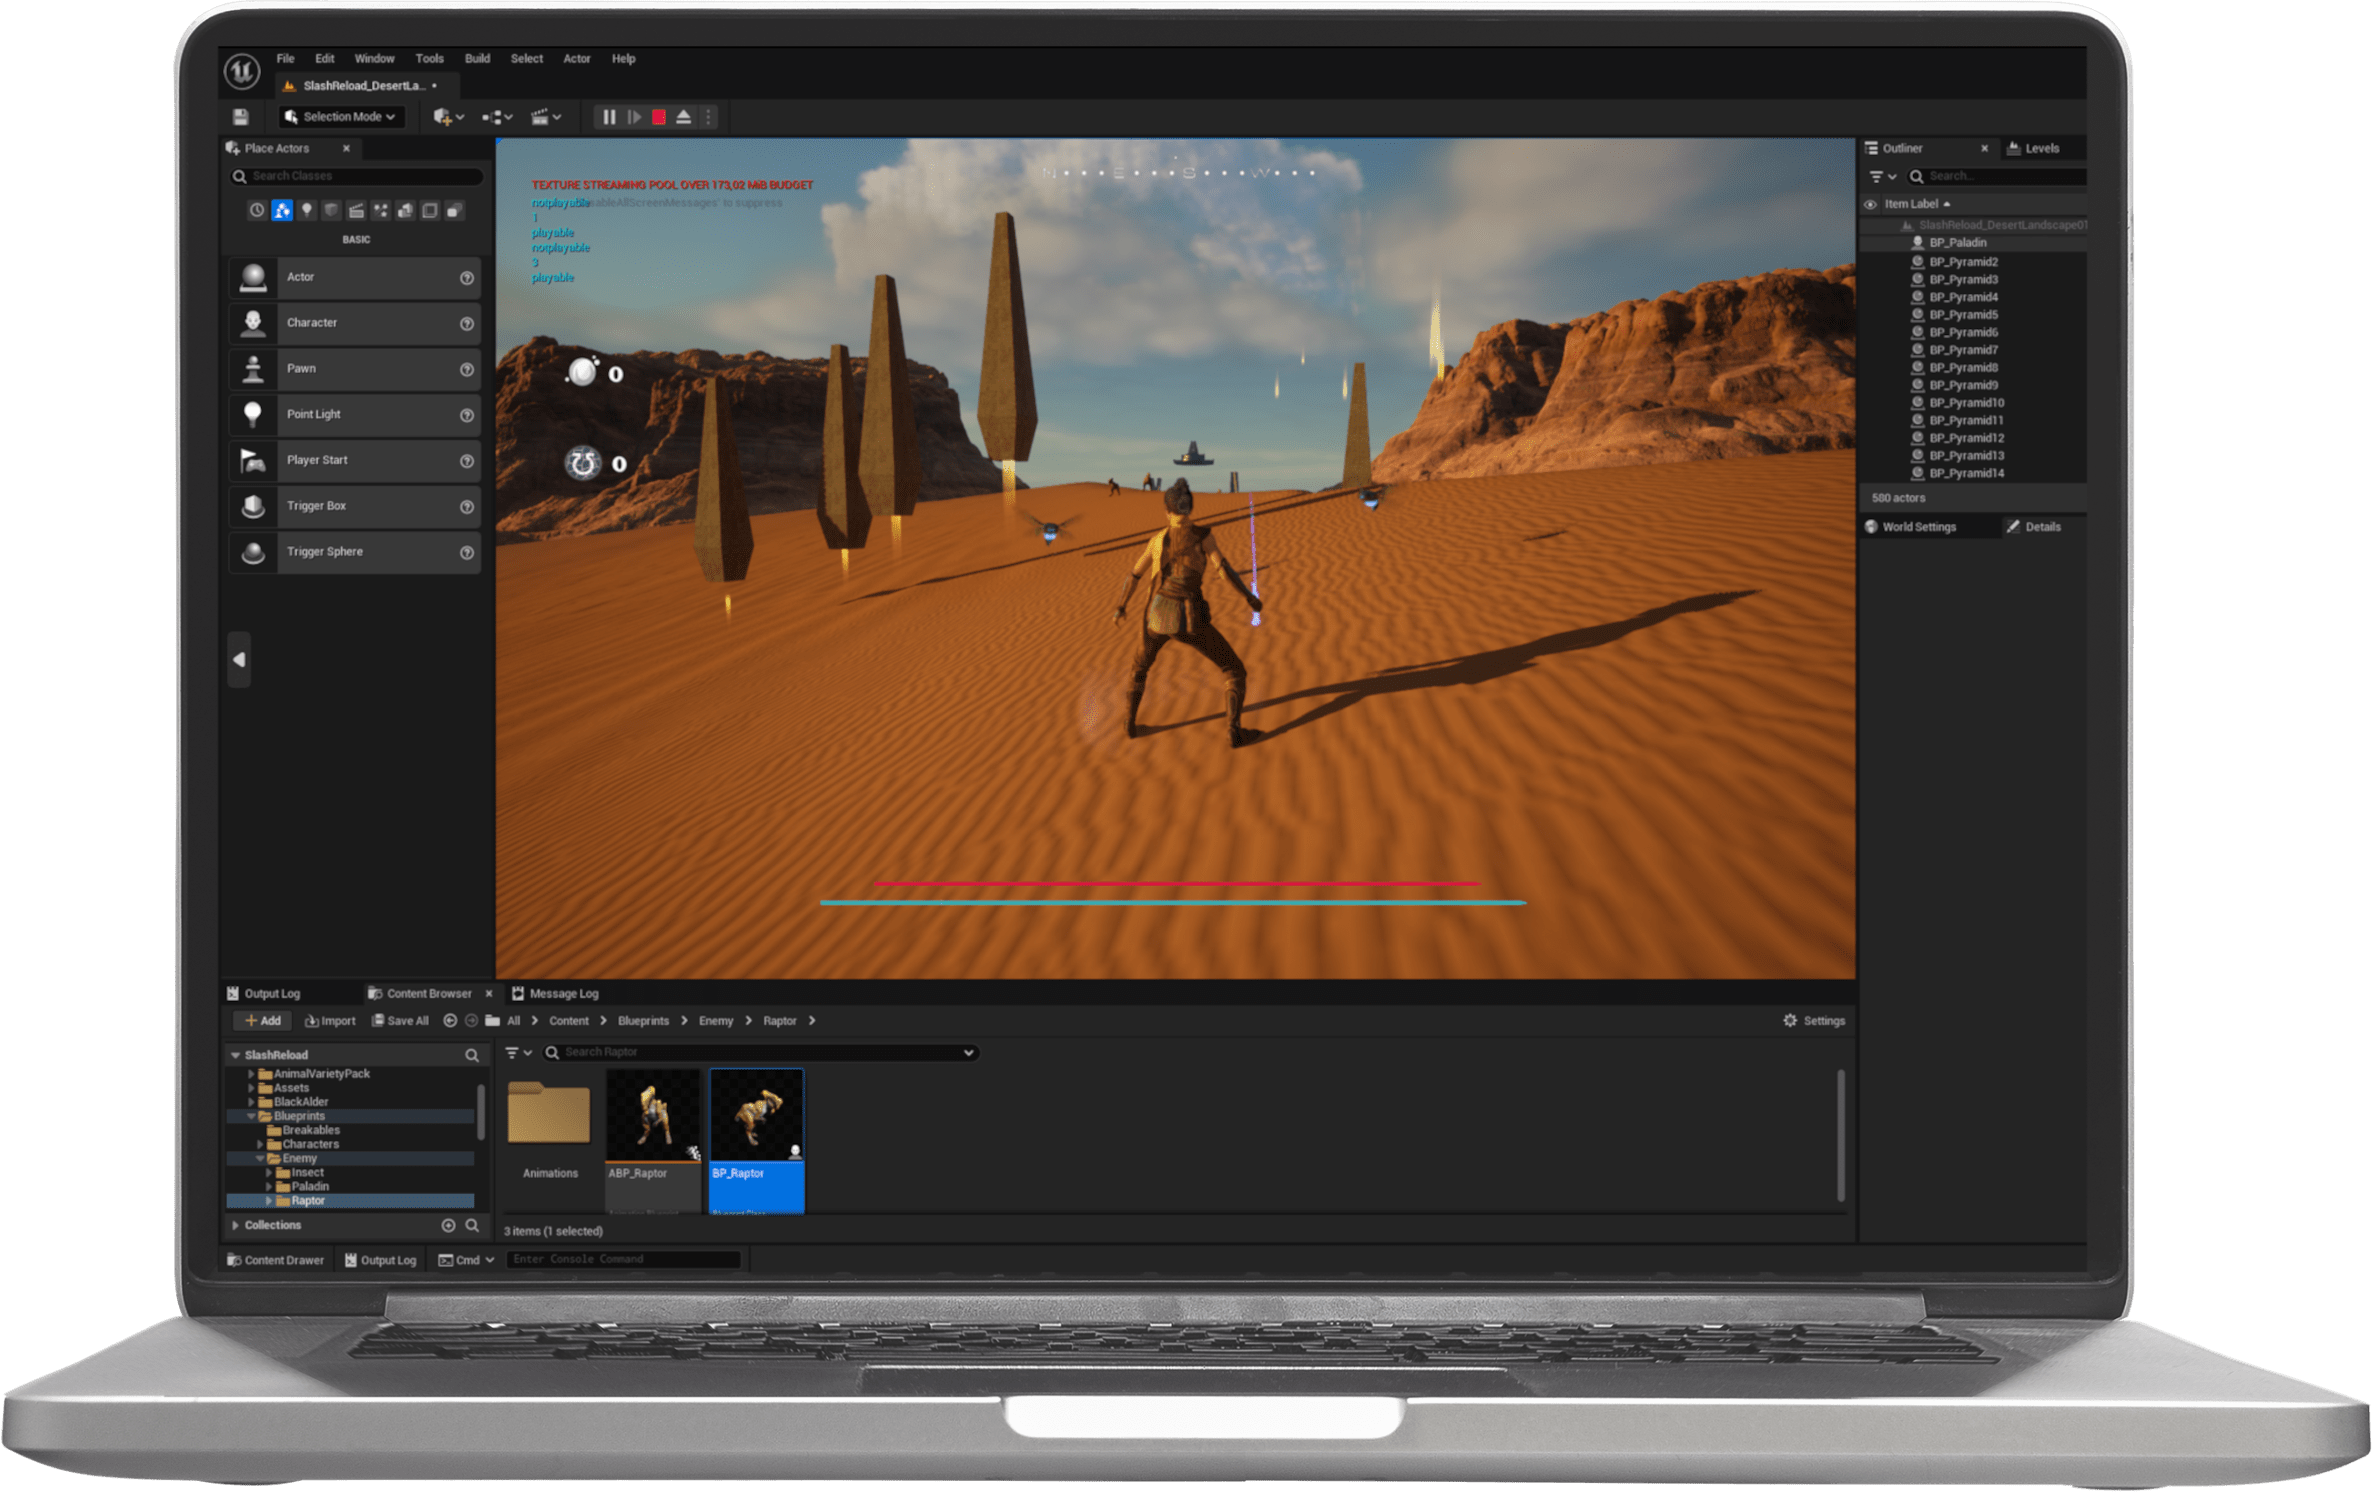 File Edit Window Tools Build Select Actor Help
SlashReload_DesertLa... •
Selection Mode
Place Actors
Search Classes
BASIC
Actor
Character
Pawn
Point Light
Player Start
Trigger Box
Trigger Sphere
TEXTURE STREAMING POOL OVER 173,02 MiB BUDGET
notplayable
sableAllScreenMessages' to suppress
1
playable
notplayable
3
playable
N E S W
0
0
Outliner Levels
Search...
Item Label
SlashReload_DesertLandscape01
BP_Paladin
BP_Pyramid2
BP_Pyramid3
BP_Pyramid4
BP_Pyramid5
BP_Pyramid6
BP_Pyramid7
BP_Pyramid8
BP_Pyramid9
BP_Pyramid10
BP_Pyramid11
BP_Pyramid12
BP_Pyramid13
BP_Pyramid14
580 actors
World Settings Details
Output Log Content Browser Message Log
+ Add Import Save All All > Content > Blueprints > Enemy > Raptor > Settings
SlashReload
AnimalVarietyPack
Assets
BlackAlder
Blueprints
Breakables
Characters
Enemy
Insect
Paladin
Raptor
Collections
Search Raptor
Animations
ABP_Raptor
BP_Raptor
3 items (1 selected)
Content Drawer Output Log Cmd Enter Console Command